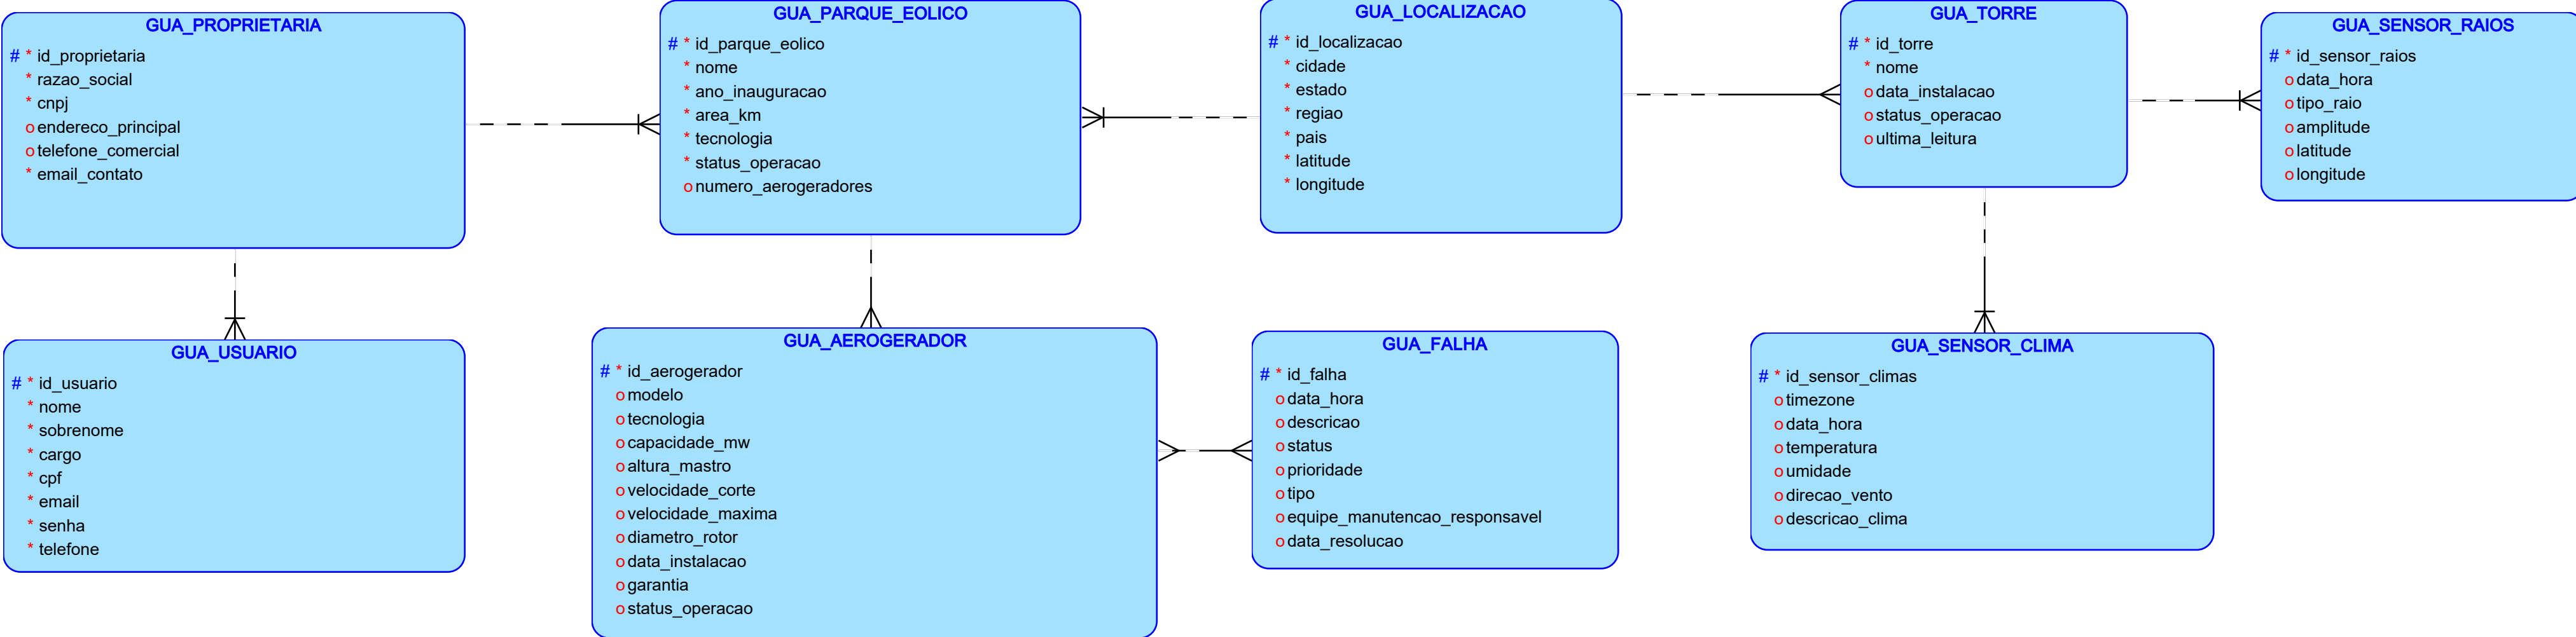 GUA_PROPRIETARIA
# * id_proprietaria
* razao_social
* cnpj
o endereco_principal
o telefone_comercial
* email_contato
GUA_PARQUE_EOLICO
# * id_parque_eolico
* nome
* ano_inauguracao
* area_km
* tecnologia
* status_operacao
o numero_aerogeradores
GUA_LOCALIZACAO
# * id_localizacao
* cidade
* estado
* regiao
* pais
* latitude
* longitude
GUA_TORRE
# * id_torre
* nome
o data_instalacao
o status_operacao
o ultima_leitura
GUA_SENSOR_RAIOS
# * id_sensor_raios
o data_hora
o tipo_raio
o amplitude
o latitude
o longitude
GUA_USUARIO
# * id_usuario
* nome
* sobrenome
* cargo
* cpf
* email
* senha
* telefone
GUA_AEROGERADOR
# * id_aerogerador
o modelo
o tecnologia
o capacidade_mw
o altura_mastro
o velocidade_corte
o velocidade_maxima
o diametro_rotor
o data_instalacao
o garantia
o status_operacao
GUA_FALHA
# * id_falha
o data_hora
o descricao
o status
o prioridade
o tipo
o equipe_manutencao_responsavel
o data_resolucao
GUA_SENSOR_CLIMA
# * id_sensor_climas
o timezone
o data_hora
o temperatura
o umidade
o direcao_vento
o descricao_clima